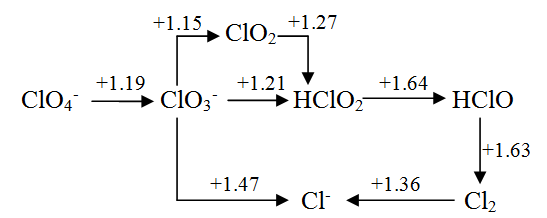 +1.15 ClO₂ +1.27
ClO₄⁻ +1.19 ClO₃⁻ +1.21 HClO₂ +1.64 HClO
+1.63
+1.47 Cl⁻ +1.36 Cl₂